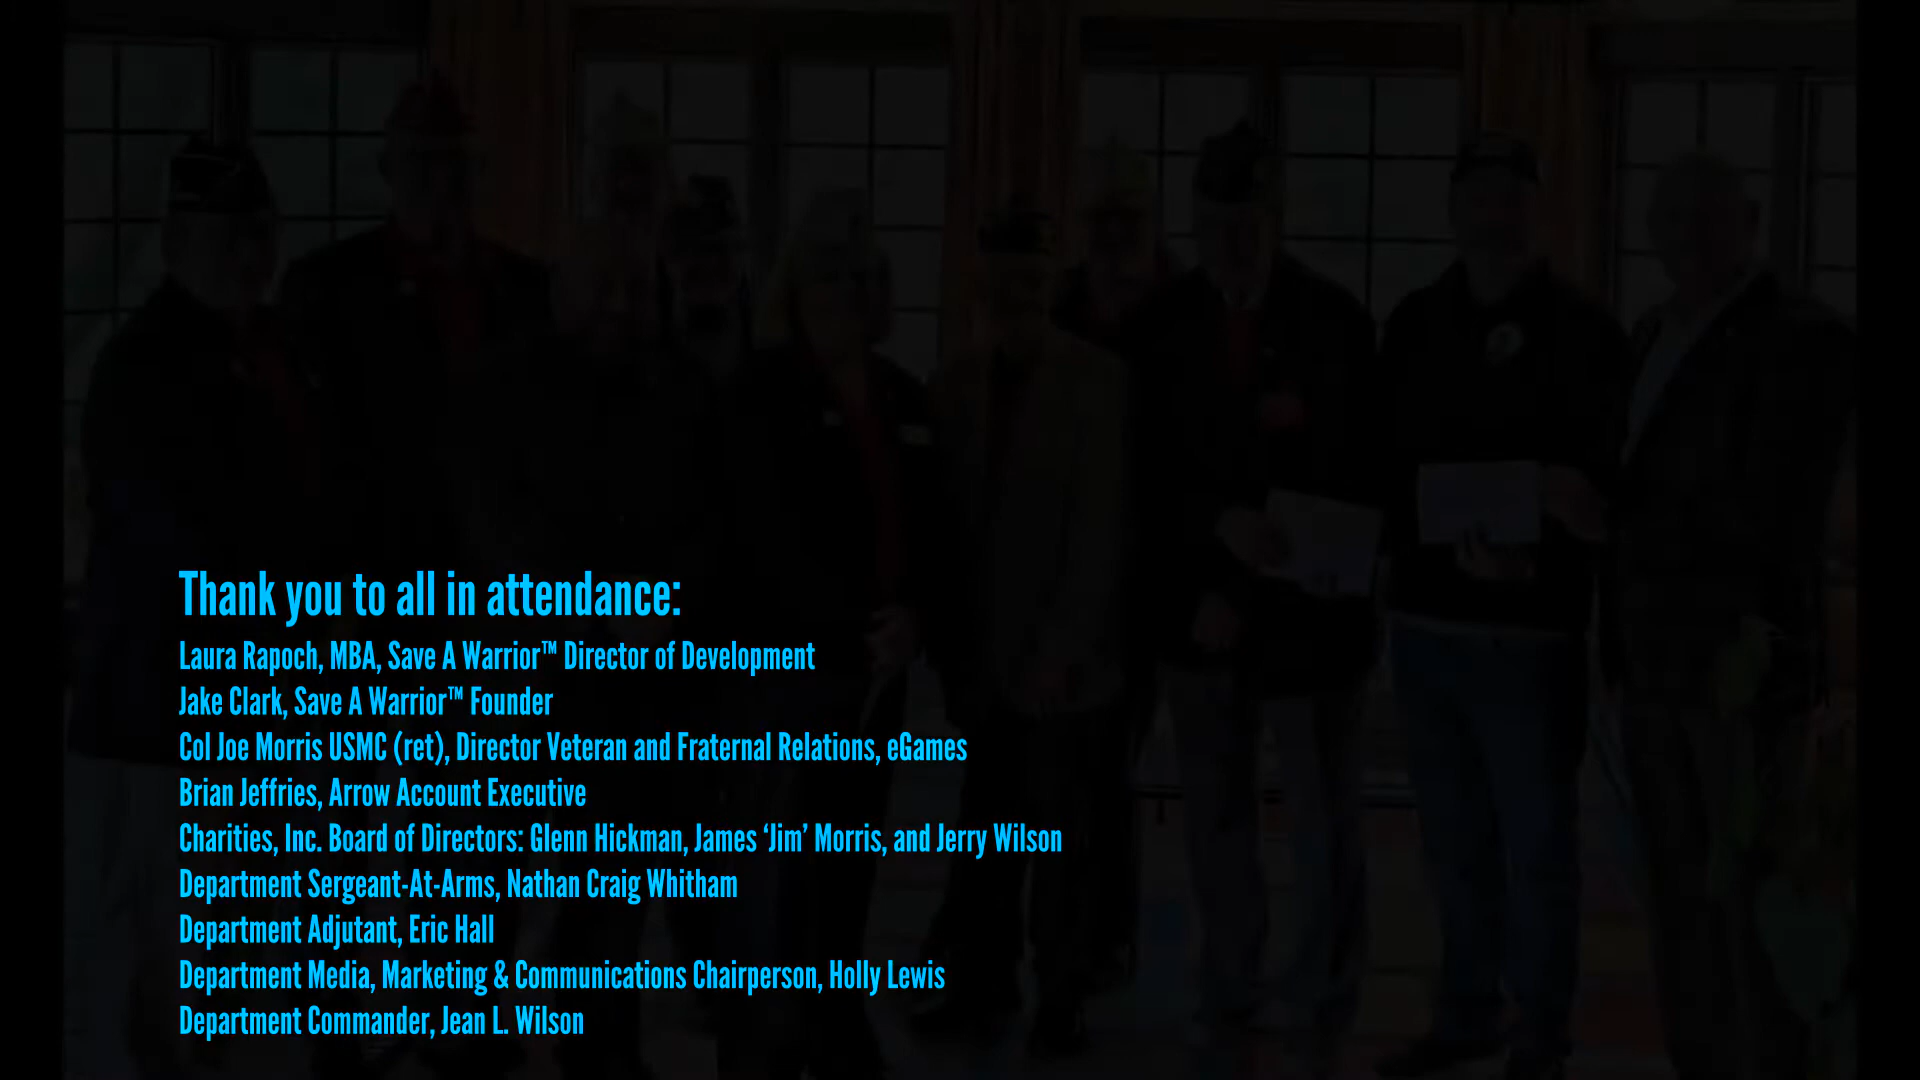 Thank you to all in attendance:
Laura Rapoch, MBA, Save A Warrior™ Director of Development
Jake Clark, Save A Warrior™ Founder
Col Joe Morris USMC (ret), Director Veteran and Fraternal Relations, eGames
Brian Jeffries, Arrow Account Executive
Charities, Inc. Board of Directors: Glenn Hickman, James ‘Jim’ Morris, and Jerry Wilson
Department Sergeant-At-Arms, Nathan Craig Whitham
Department Adjutant, Eric Hall
Department Media, Marketing & Communications Chairperson, Holly Lewis
Department Commander, Jean L. Wilson